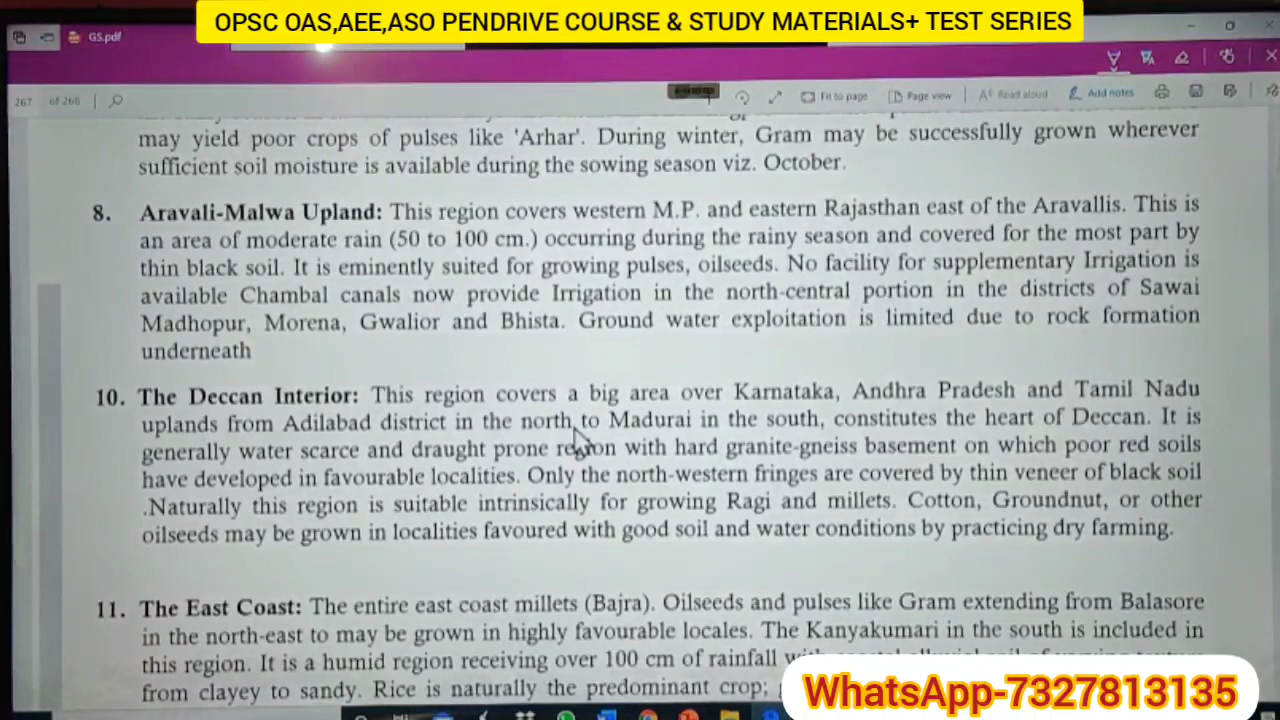 OPSC OAS,AEE,ASO PENDRIVE COURSE & STUDY MATERIALS+ TEST SERIES
GS.pdf
267 of 268 Fit to page Page view Read aloud Add notes
may yield poor crops of pulses like 'Arhar'. During winter, Gram may be successfully grown wherever
sufficient soil moisture is available during the sowing season viz. October.
8. Aravali-Malwa Upland: This region covers western M.P. and eastern Rajasthan east of the Aravallis. This is
an area of moderate rain (50 to 100 cm.) occurring during the rainy season and covered for the most part by
thin black soil. It is eminently suited for growing pulses, oilseeds. No facility for supplementary Irrigation is
available Chambal canals now provide Irrigation in the north-central portion in the districts of Sawai
Madhopur, Morena, Gwalior and Bhista. Ground water exploitation is limited due to rock formation
underneath
10. The Deccan Interior: This region covers a big area over Karnataka, Andhra Pradesh and Tamil Nadu
uplands from Adilabad district in the north to Madurai in the south, constitutes the heart of Deccan. It is
generally water scarce and draught prone region with hard granite-gneiss basement on which poor red soils
have developed in favourable localities. Only the north-western fringes are covered by thin veneer of black soil
.Naturally this region is suitable intrinsically for growing Ragi and millets. Cotton, Groundnut, or other
oilseeds may be grown in localities favoured with good soil and water conditions by practicing dry farming.
11. The East Coast: The entire east coast millets (Bajra). Oilseeds and pulses like Gram extending from Balasore
in the north-east to may be grown in highly favourable locales. The Kanyakumari in the south is included in
this region. It is a humid region receiving over 100 cm of rainfall
from clayey to sandy. Rice is naturally the predominant crop;
WhatsApp-7327813135